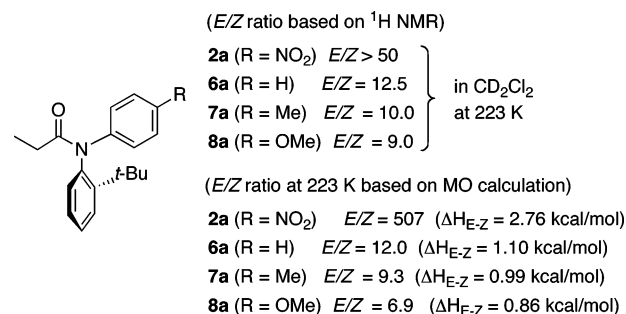 (E/Z ratio based on ¹H NMR)
2a (R = NO₂) E/Z > 50
6a (R = H) E/Z = 12.5
7a (R = Me) E/Z = 10.0
8a (R = OMe) E/Z = 9.0
in CD₂Cl₂
at 223 K
O
R
N
t-Bu
(E/Z ratio at 223 K based on MO calculation)
2a (R = NO₂) E/Z = 507 (ΔH_E-Z = 2.76 kcal/mol)
6a (R = H) E/Z = 12.0 (ΔH_E-Z = 1.10 kcal/mol)
7a (R = Me) E/Z = 9.3 (ΔH_E-Z = 0.99 kcal/mol)
8a (R = OMe) E/Z = 6.9 (ΔH_E-Z = 0.86 kcal/mol)